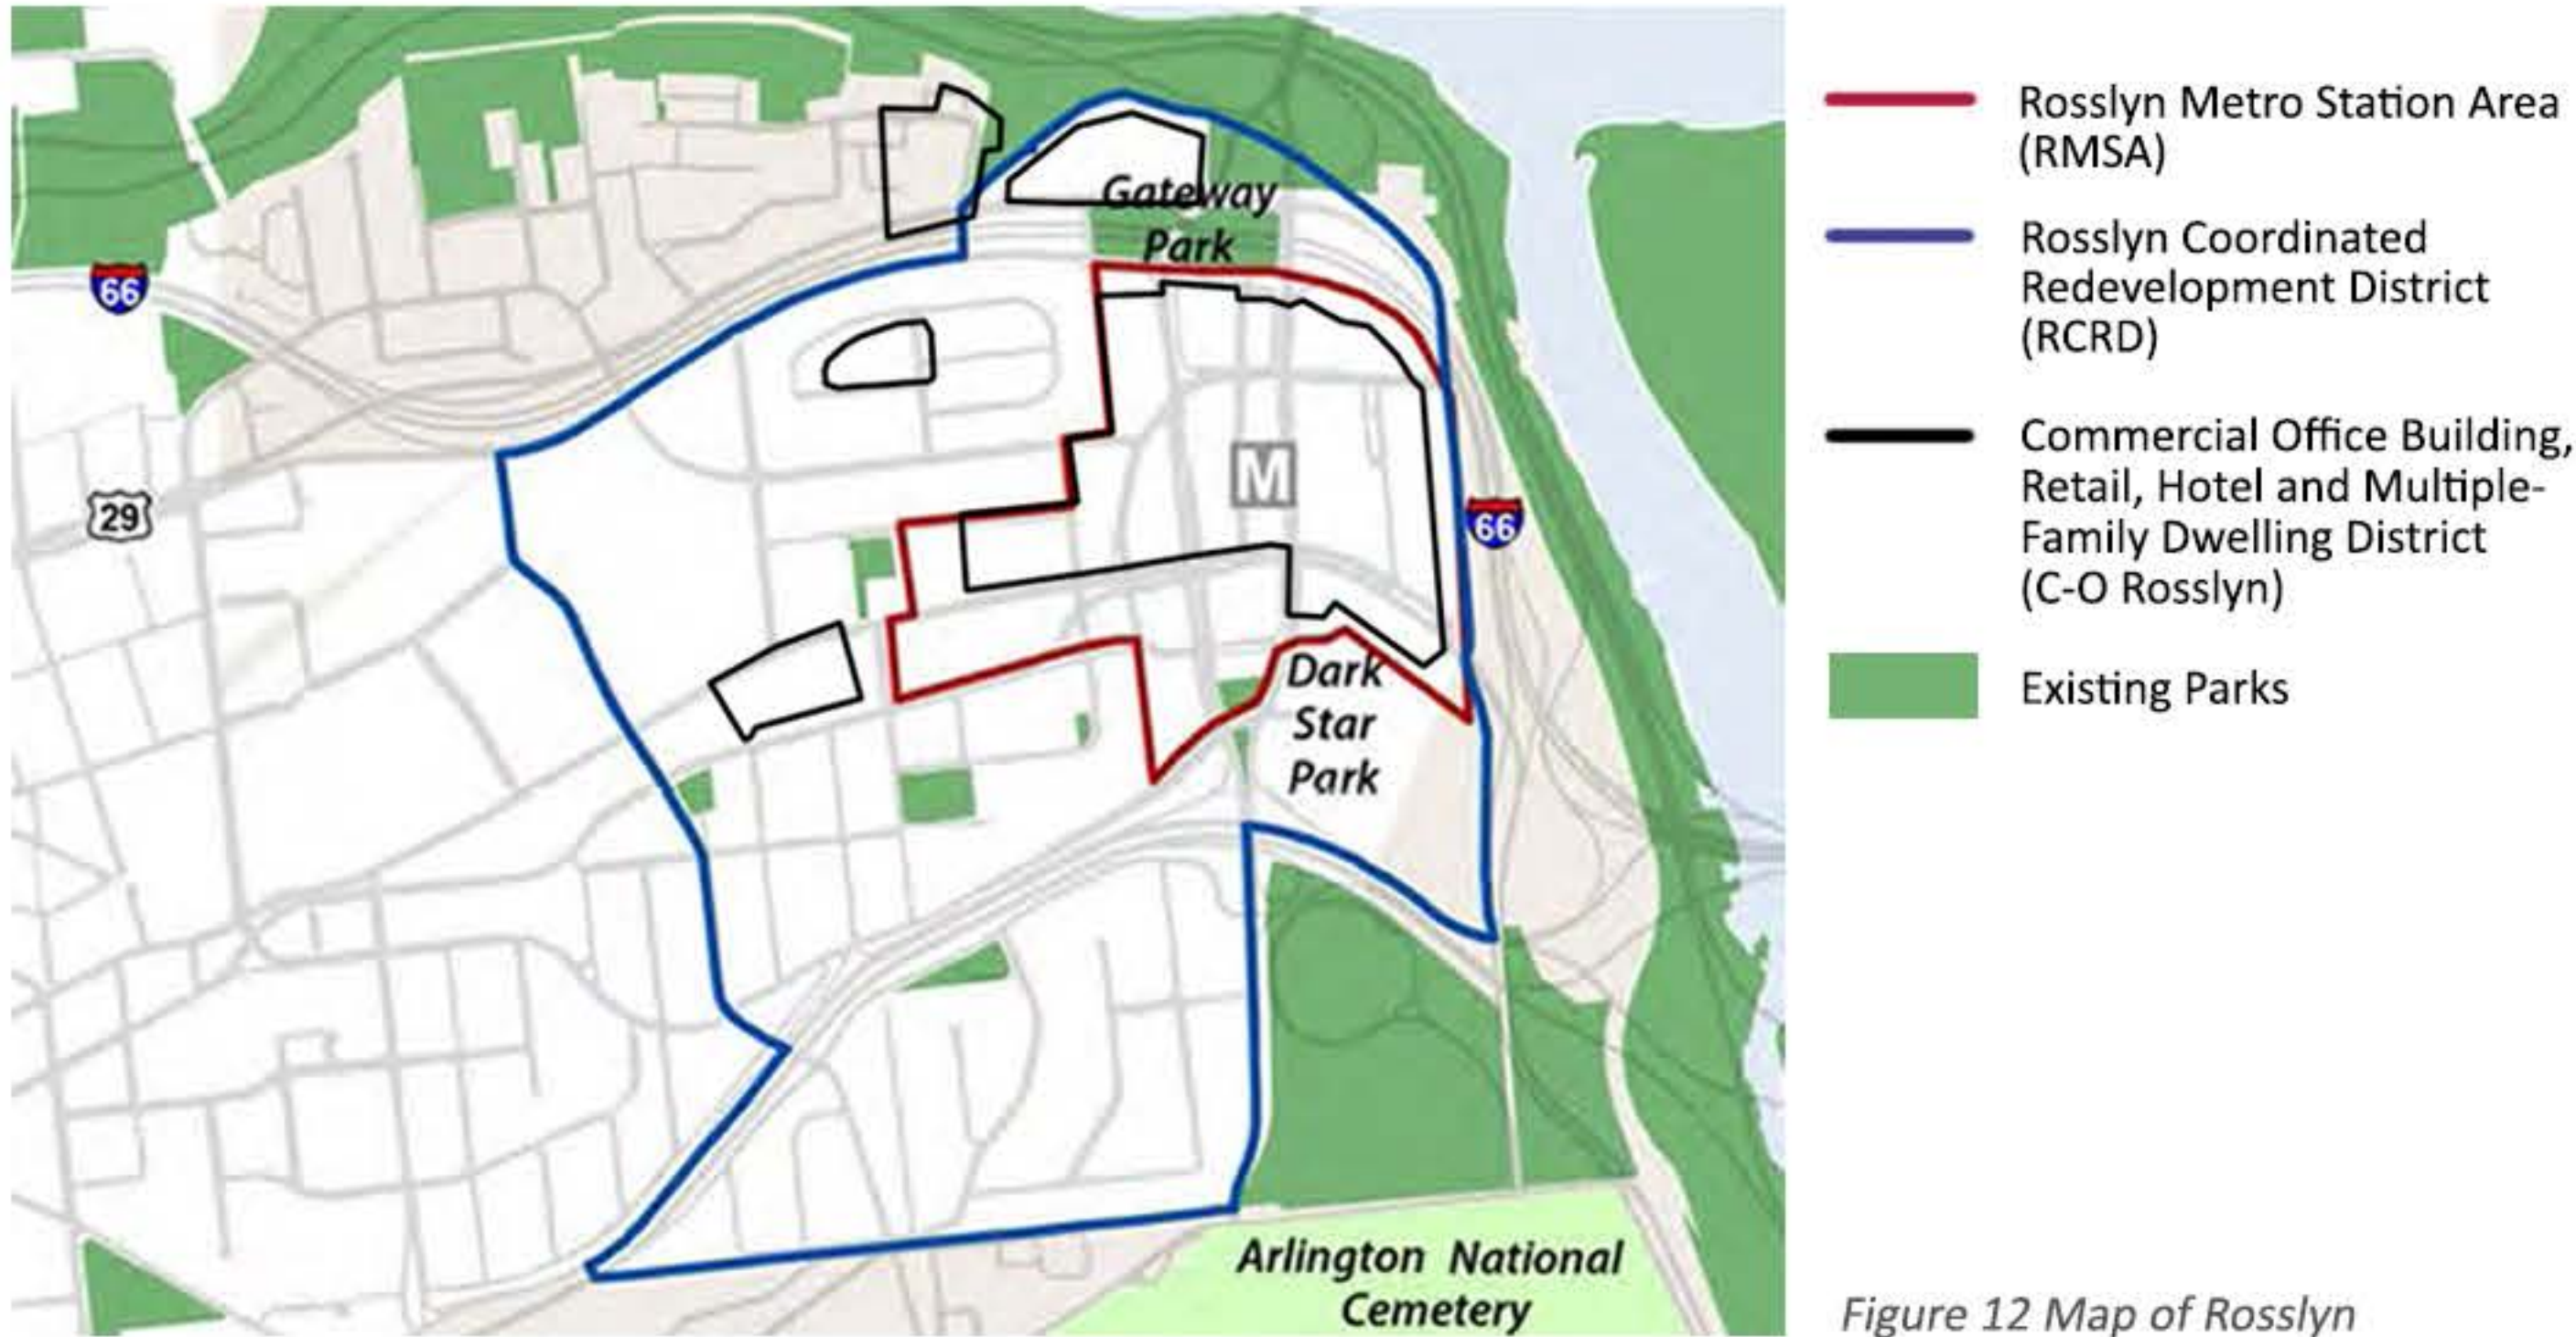 Gateway
Park
66
29
M
66
Dark
Star
Park
Arlington National
Cemetery
Rosslyn Metro Station Area
(RMSA)
Rosslyn Coordinated
Redevelopment District
(RCRD)
Commercial Office Building,
Retail, Hotel and Multiple-
Family Dwelling District
(C-O Rosslyn)
Existing Parks
Figure 12 Map of Rosslyn